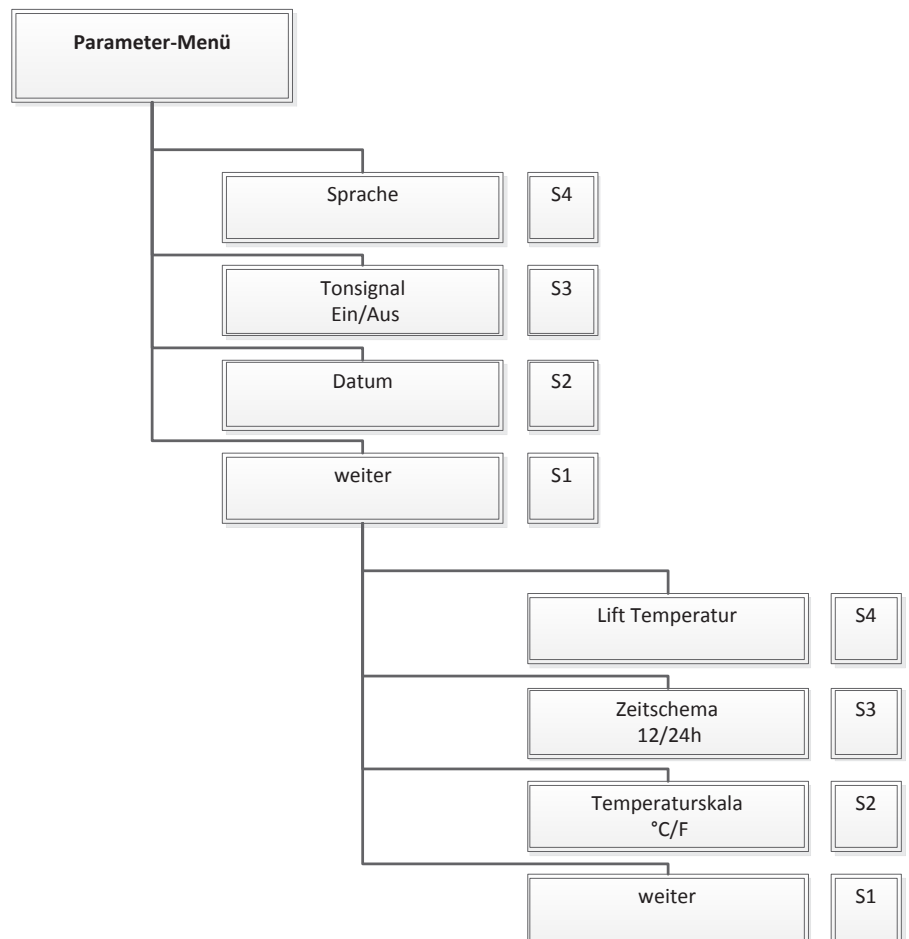 Parameter-Menü
Sprache S4
Tonsignal S3
Ein/Aus
Datum S2
weiter S1
Lift Temperatur S4
Zeitschema S3
12/24h
Temperaturskala S2
°C/F
weiter S1